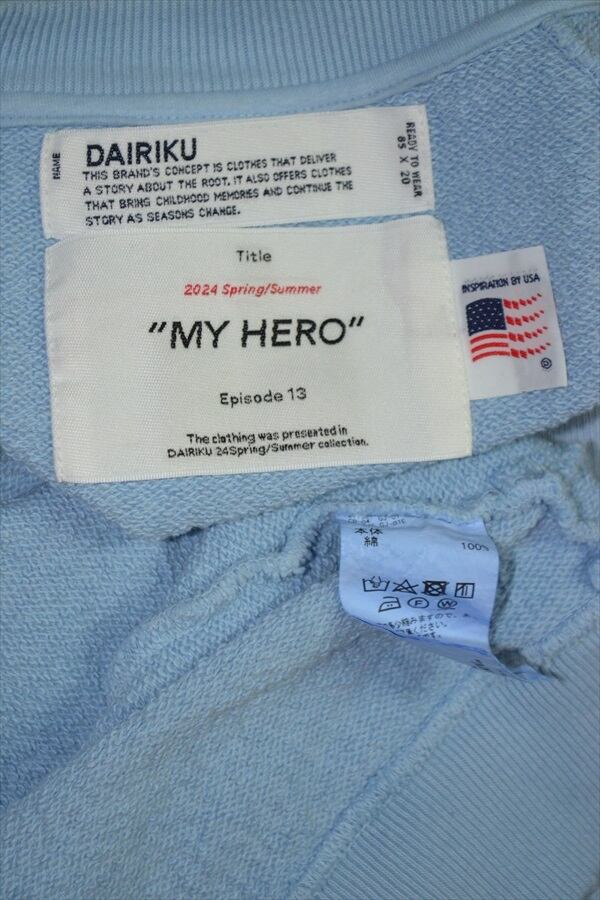 NAME
DAIRIKU
READY TO WEAR
85 X 20
THIS BRAND'S CONCEPT IS CLOTHES THAT DELIVER
A STORY ABOUT THE ROOT. IT ALSO OFFERS CLOTHES
THAT BRING CHILDHOOD MEMORIES AND CONTINUE THE
STORY AS SEASONS CHANGE.
Title
2024 Spring/Summer
"MY HERO"
Episode 13
The clothing was presented in
DAIRIKU 24Spring/Summer collection.
INSPIRATION BY USA
©
本体
綿 100%
F W